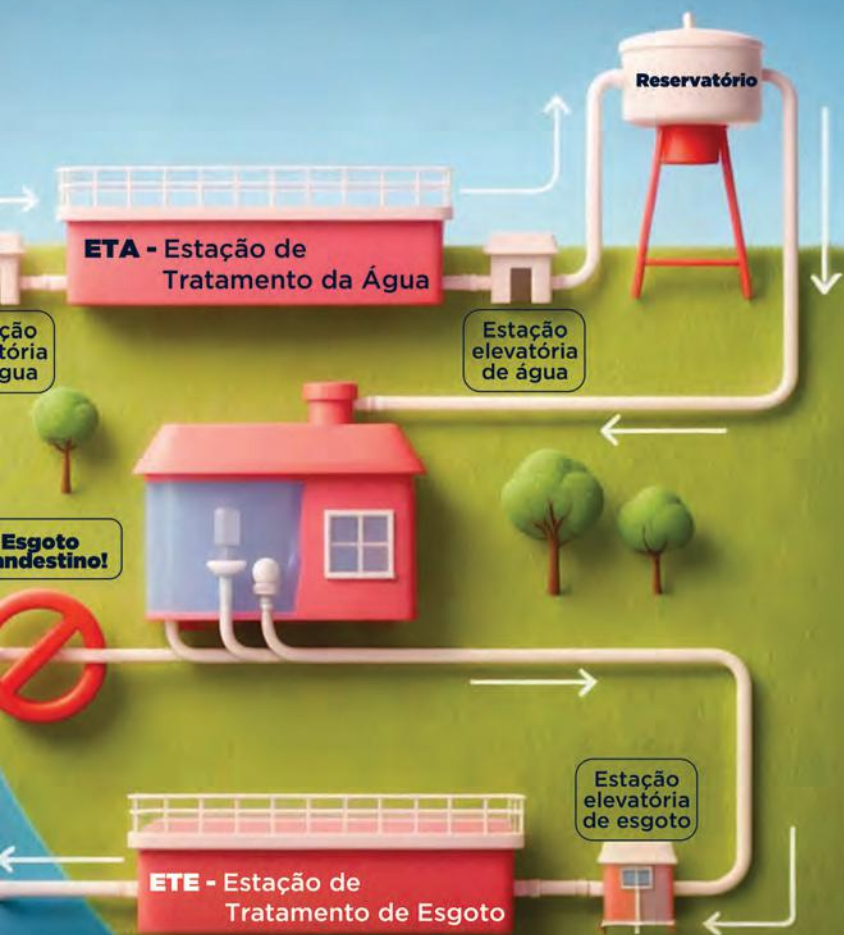 Reservatório
ETA - Estação de
Tratamento da Água
Estação
elevatória
de água
Esgoto
ETE - Estação de
Tratamento de Esgoto
Estação
elevatória
de esgoto